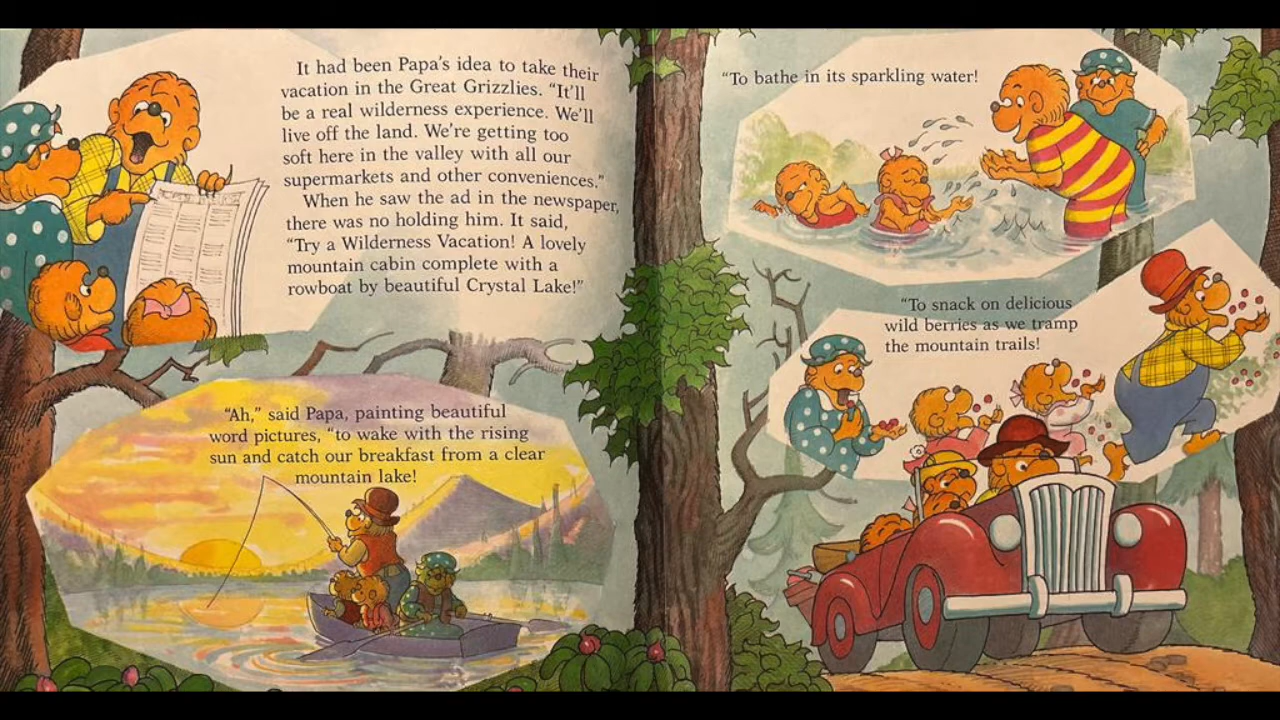 It had been Papa's idea to take their
vacation in the Great Grizzlies. "It'll
be a real wilderness experience. We'll
live off the land. We're getting too
soft here in the valley with all our
supermarkets and other conveniences."
When he saw the ad in the newspaper,
there was no holding him. It said,
"Try a Wilderness Vacation! A lovely
mountain cabin complete with a
rowboat by beautiful Crystal Lake!"
"Ah," said Papa, painting beautiful
word pictures, "to wake with the rising
sun and catch our breakfast from a clear
mountain lake!
"To bathe in its sparkling water!
"To snack on delicious
wild berries as we tramp
the mountain trails!